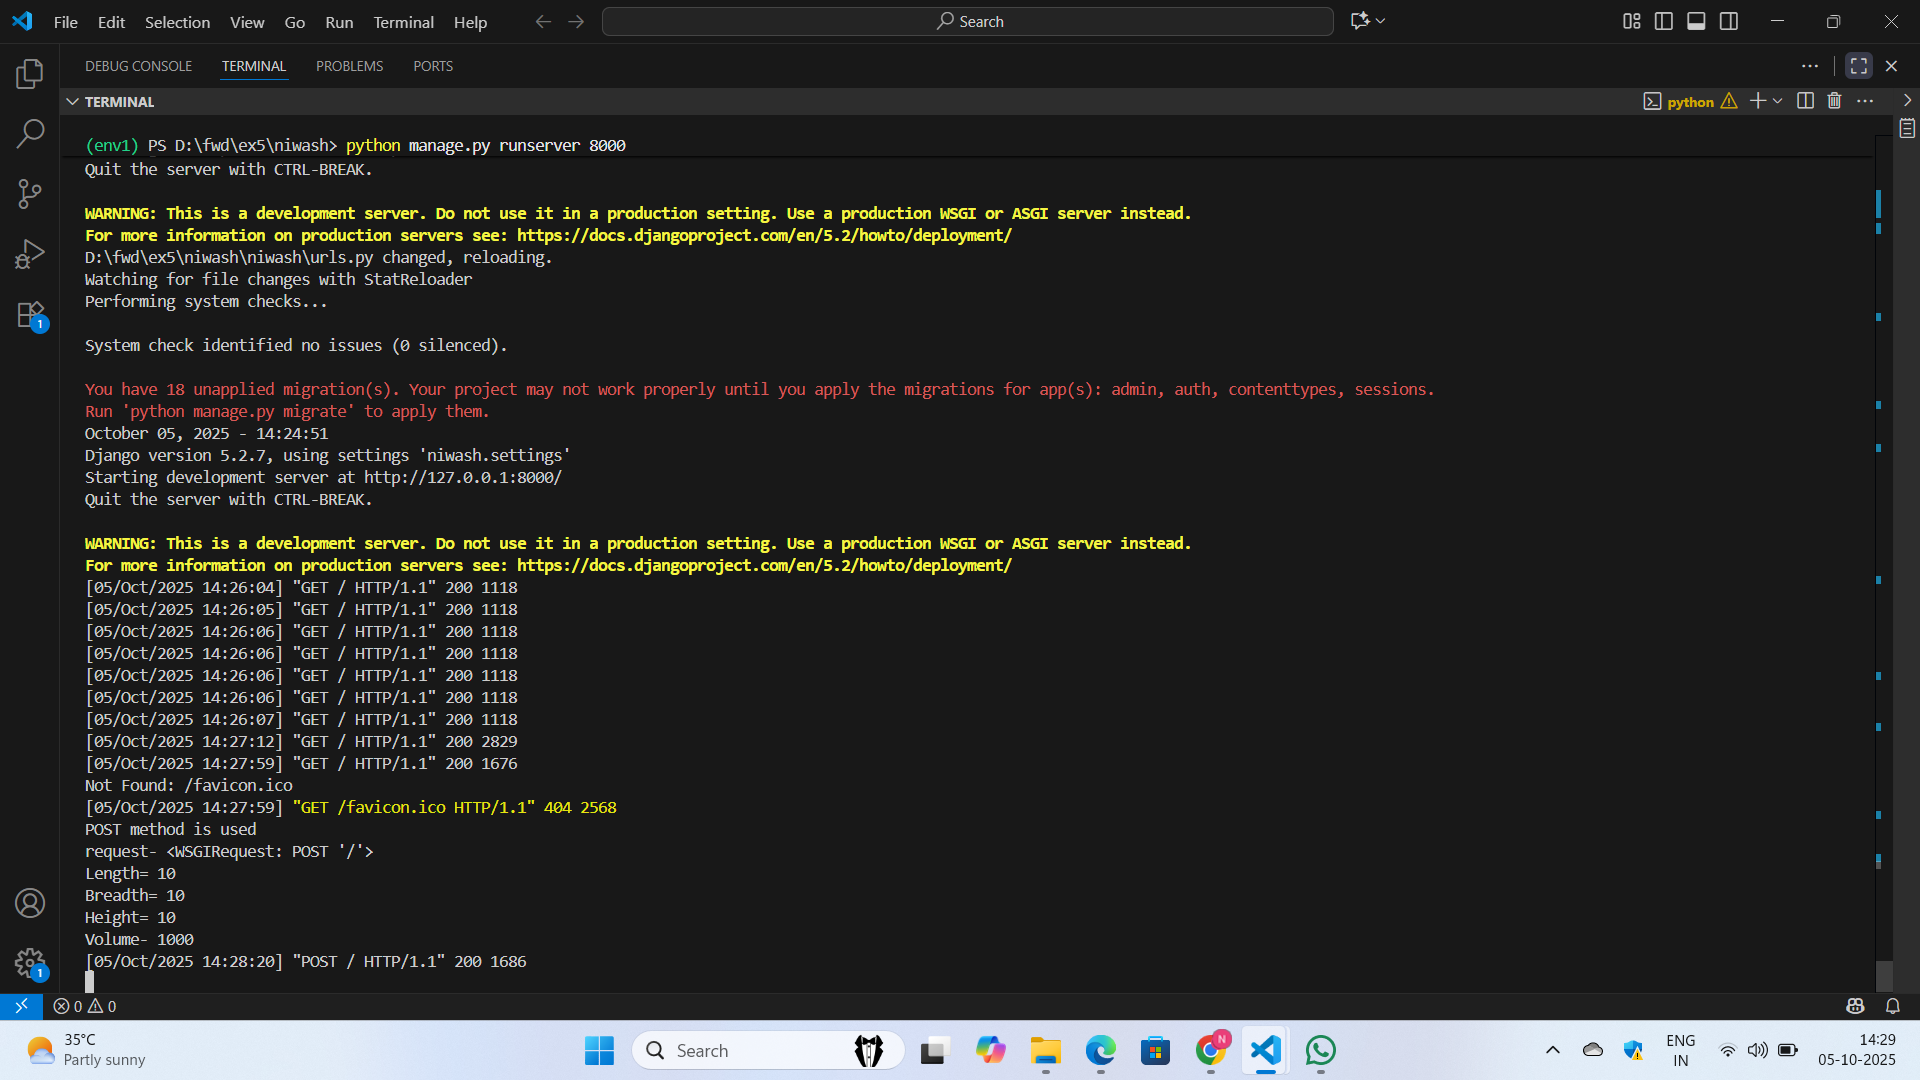 File Edit Selection View Go Run Terminal Help Search
DEBUG CONSOLE TERMINAL PROBLEMS PORTS
TERMINAL python
(env1) PS D:\fwd\ex5\niwash> python manage.py runserver 8000
Quit the server with CTRL-BREAK.
WARNING: This is a development server. Do not use it in a production setting. Use a production WSGI or ASGI server instead.
For more information on production servers see: https://docs.djangoproject.com/en/5.2/howto/deployment/
D:\fwd\ex5\niwash\niwash\urls.py changed, reloading.
Watching for file changes with StatReloader
Performing system checks...
System check identified no issues (0 silenced).
You have 18 unapplied migration(s). Your project may not work properly until you apply the migrations for app(s): admin, auth, contenttypes, sessions.
Run 'python manage.py migrate' to apply them.
October 05, 2025 - 14:24:51
Django version 5.2.7, using settings 'niwash.settings'
Starting development server at http://127.0.0.1:8000/
Quit the server with CTRL-BREAK.
WARNING: This is a development server. Do not use it in a production setting. Use a production WSGI or ASGI server instead.
For more information on production servers see: https://docs.djangoproject.com/en/5.2/howto/deployment/
[05/Oct/2025 14:26:04] "GET / HTTP/1.1" 200 1118
[05/Oct/2025 14:26:05] "GET / HTTP/1.1" 200 1118
[05/Oct/2025 14:26:06] "GET / HTTP/1.1" 200 1118
[05/Oct/2025 14:26:06] "GET / HTTP/1.1" 200 1118
[05/Oct/2025 14:26:06] "GET / HTTP/1.1" 200 1118
[05/Oct/2025 14:26:06] "GET / HTTP/1.1" 200 1118
[05/Oct/2025 14:26:07] "GET / HTTP/1.1" 200 1118
[05/Oct/2025 14:27:12] "GET / HTTP/1.1" 200 2829
[05/Oct/2025 14:27:59] "GET / HTTP/1.1" 200 1676
Not Found: /favicon.ico
[05/Oct/2025 14:27:59] "GET /favicon.ico HTTP/1.1" 404 2568
POST method is used
request- <WSGIRequest: POST '/'>
Length= 10
Breadth= 10
Height= 10
Volume- 1000
[05/Oct/2025 14:28:20] "POST / HTTP/1.1" 200 1686
1
1
0 0
35°C
Partly sunny
Search
N
ENG
IN
14:29
05-10-2025